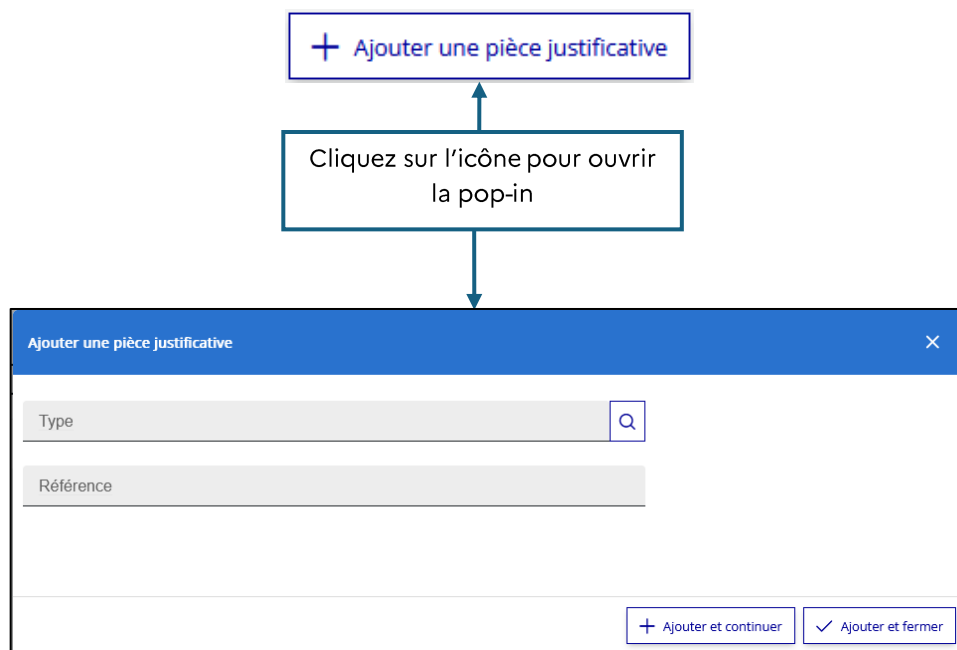 Ajouter une pièce justificative
Cliquez sur l'icône pour ouvrir
la pop-in
Ajouter une pièce justificative
Type
Référence
Ajouter et continuer
Ajouter et fermer